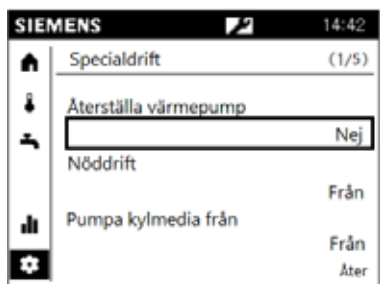 SIEMENS 14:42
Specialdrift (1/5)
Återställa värmepump
Nej
Nöddrift
Från
Pumpa kylmedia från
Från
Åter